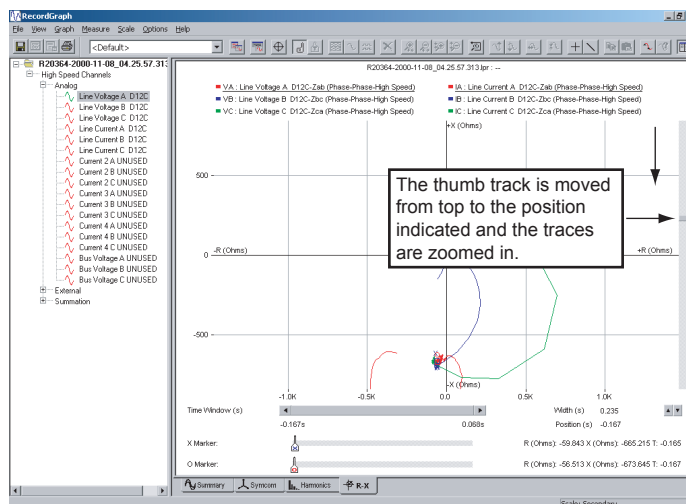 RecordGraph
File View Graph Measure Scale Options Help
<Default>
R20364-2000-11-08_04.25.57.313
High Speed Channels
Analog
Line Voltage A D12C
Line Voltage B D12C
Line Voltage C D12C
Line Current A D12C
Line Current B D12C
Line Current C D12C
Current 2 A UNUSED
Current 2 B UNUSED
Current 2 C UNUSED
Current 3 A UNUSED
Current 3 B UNUSED
Current 3 C UNUSED
Current 4 A UNUSED
Current 4 B UNUSED
Current 4 C UNUSED
Bus Voltage A UNUSED
Bus Voltage B UNUSED
Bus Voltage C UNUSED
External
Summation
R20364-2000-11-08_04.25.57.313.lpr : --
VA : Line Voltage A D12C-Zab (Phase-Phase-High Speed)
IA : Line Current A D12C-Zab (Phase-Phase-High Speed)
VB : Line Voltage B D12C-Zbc (Phase-Phase-High Speed)
IB : Line Current B D12C-Zbc (Phase-Phase-High Speed)
VC : Line Voltage C D12C-Zca (Phase-Phase-High Speed)
IC : Line Current C D12C-Zca (Phase-Phase-High Speed)
+X (Ohms)
500
The thumb track is moved
from top to the position
indicated and the traces
are zoomed in.
-R (Ohms)
+R (Ohms)
0
-500
-X (Ohms)
-1.0K -0.5K 0.0 0.5K 1.0K
Time Window (s)
Width (s) 0.235
-0.167s 0.068s
Position (s) -0.167
X Marker:
R (Ohms): -59.843 X (Ohms): -665.215 T: -0.165
O Marker:
R (Ohms): -56.513 X (Ohms): -673.645 T: -0.167
Summary Symcom Harmonics R-X
Scale: Secondary